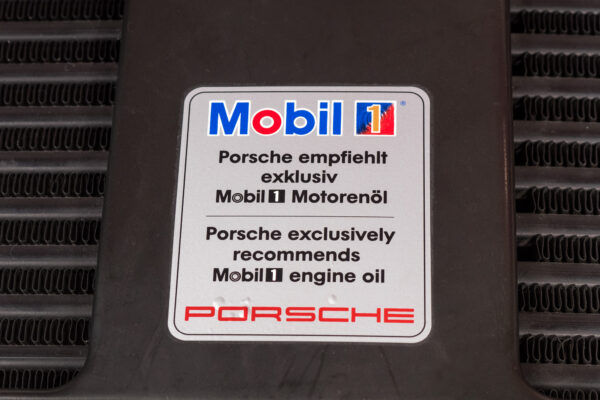 Mobil 1®
Porsche empfiehlt
exklusiv
Mobil 1 Motorenöl
Porsche exclusively
recommends
Mobil 1 engine oil
PORSCHE